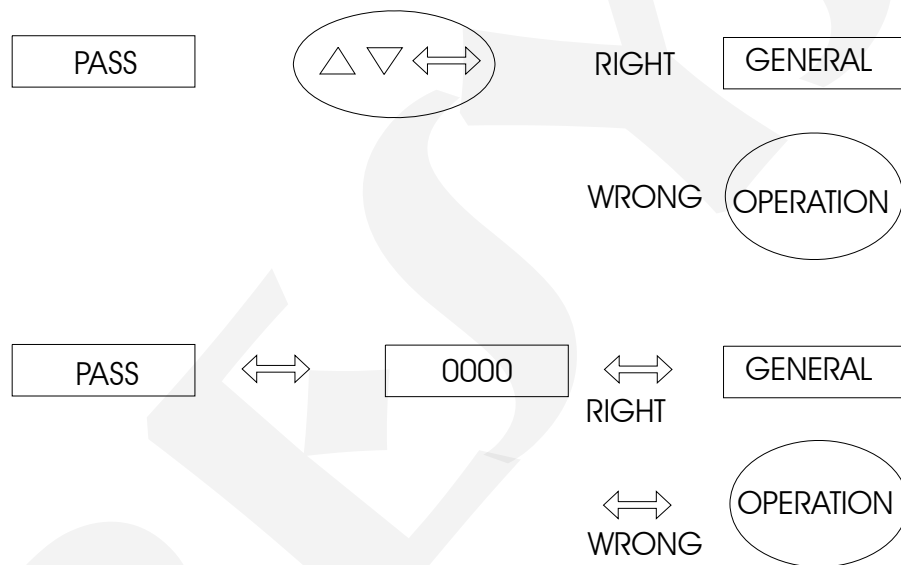 PASS RIGHT GENERAL
WRONG OPERATION
PASS 0000 GENERAL
RIGHT
OPERATION
WRONG